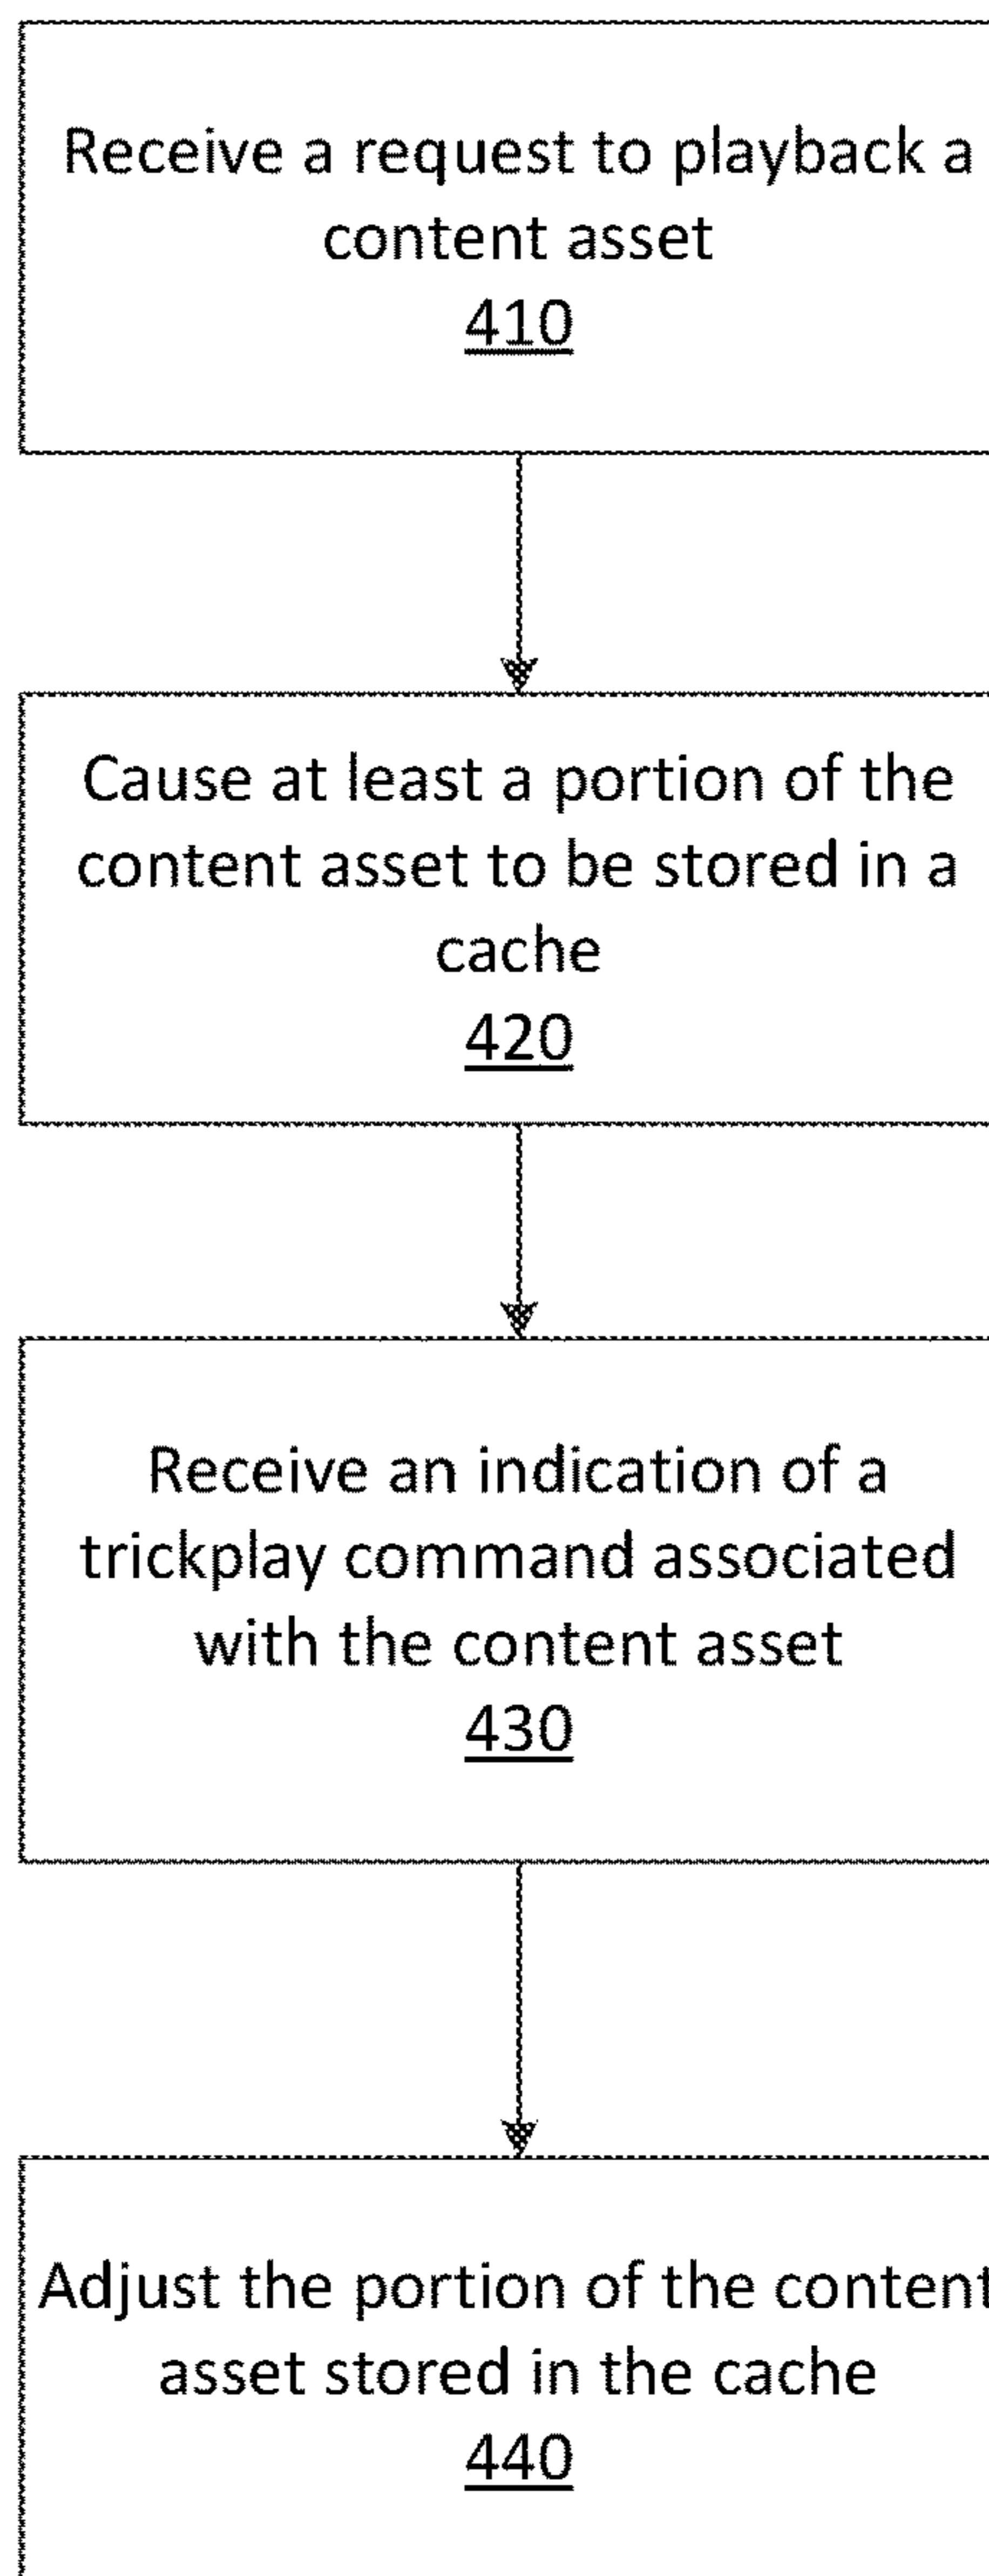 Receive a request to playback a
content asset
410
Cause at least a portion of the
content asset to be stored in a
cache
420
Receive an indication of a
trickplay command associated
with the content asset
430
Adjust the portion of the content
asset stored in the cache
440